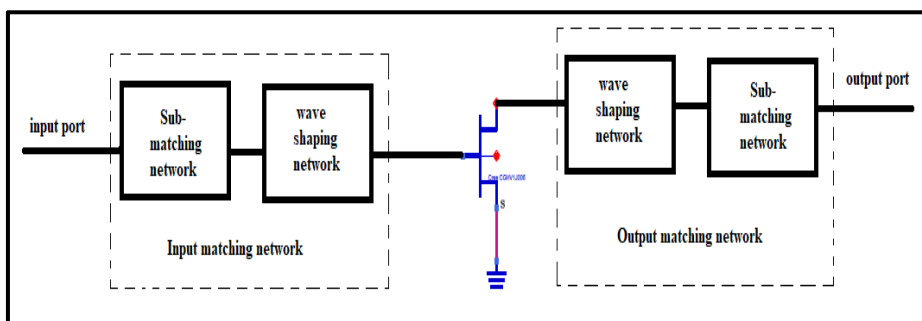 input port
Sub-
matching
network
wave
shaping
network
Input matching network
S
wave
shaping
network
Sub-
matching
network
output port
Output matching network